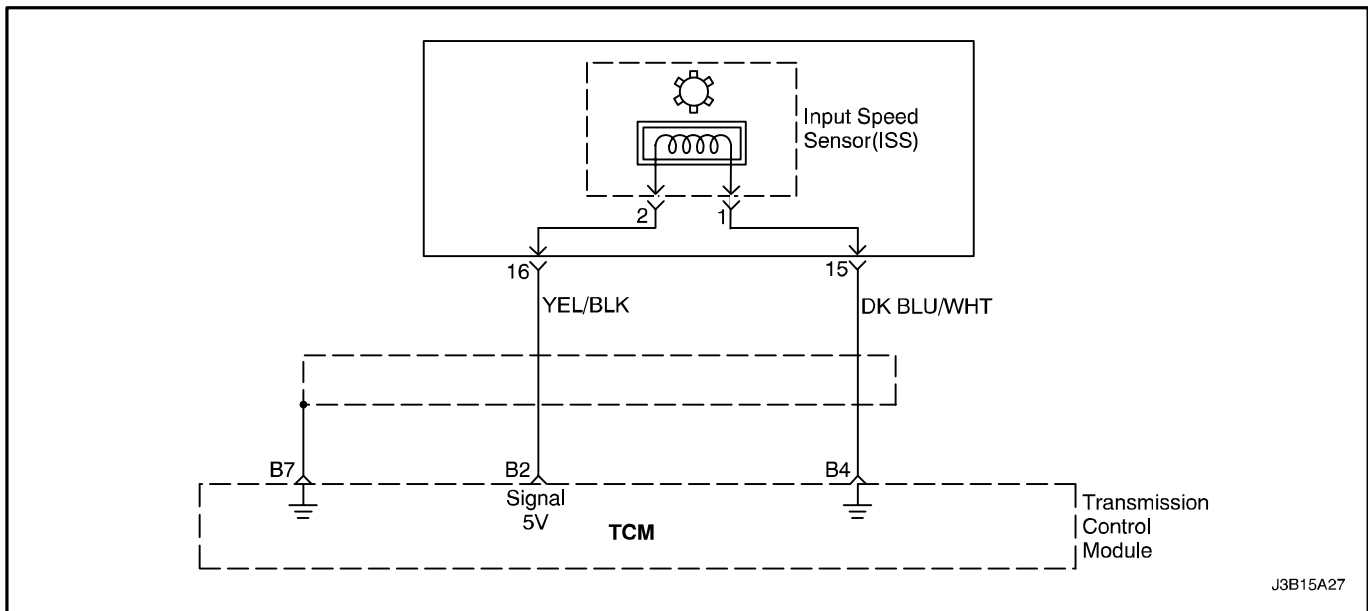 Input Speed
Sensor(ISS)
2
1
16
15
YEL/BLK
DK BLU/WHT
B7
B2
B4
Signal
5V
TCM
Transmission
Control
Module
J3B15A27